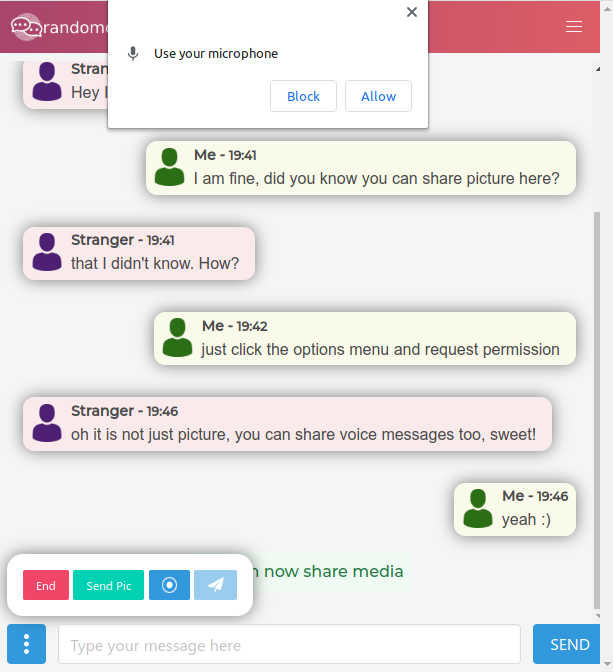 Use your microphone
Block Allow
Hey
Me - 19:41
I am fine, did you know you can share picture here?
Stranger - 19:41
that I didn't know. How?
Me - 19:42
just click the options menu and request permission
Stranger - 19:46
oh it is not just picture, you can share voice messages too, sweet!
Me - 19:46
yeah :)
now share media
End Send Pic
Type your message here SEND